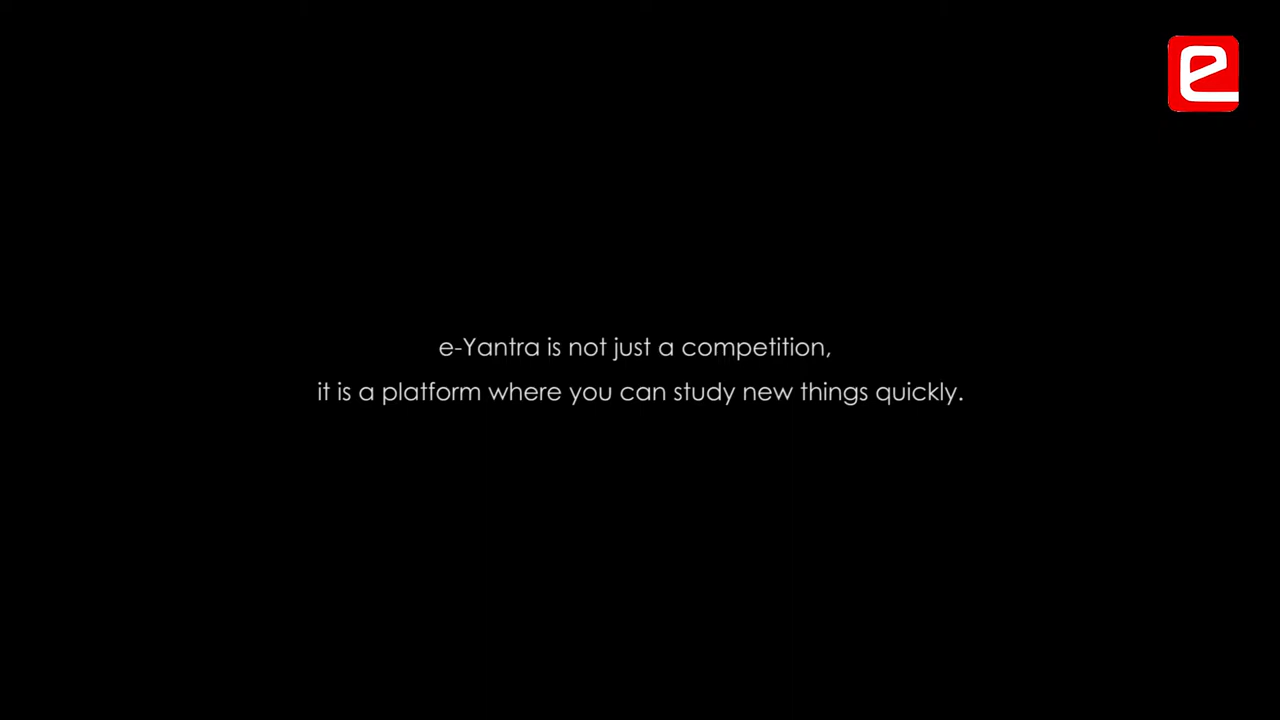 e
e-Yantra is not just a competition,
it is a platform where you can study new things quickly.